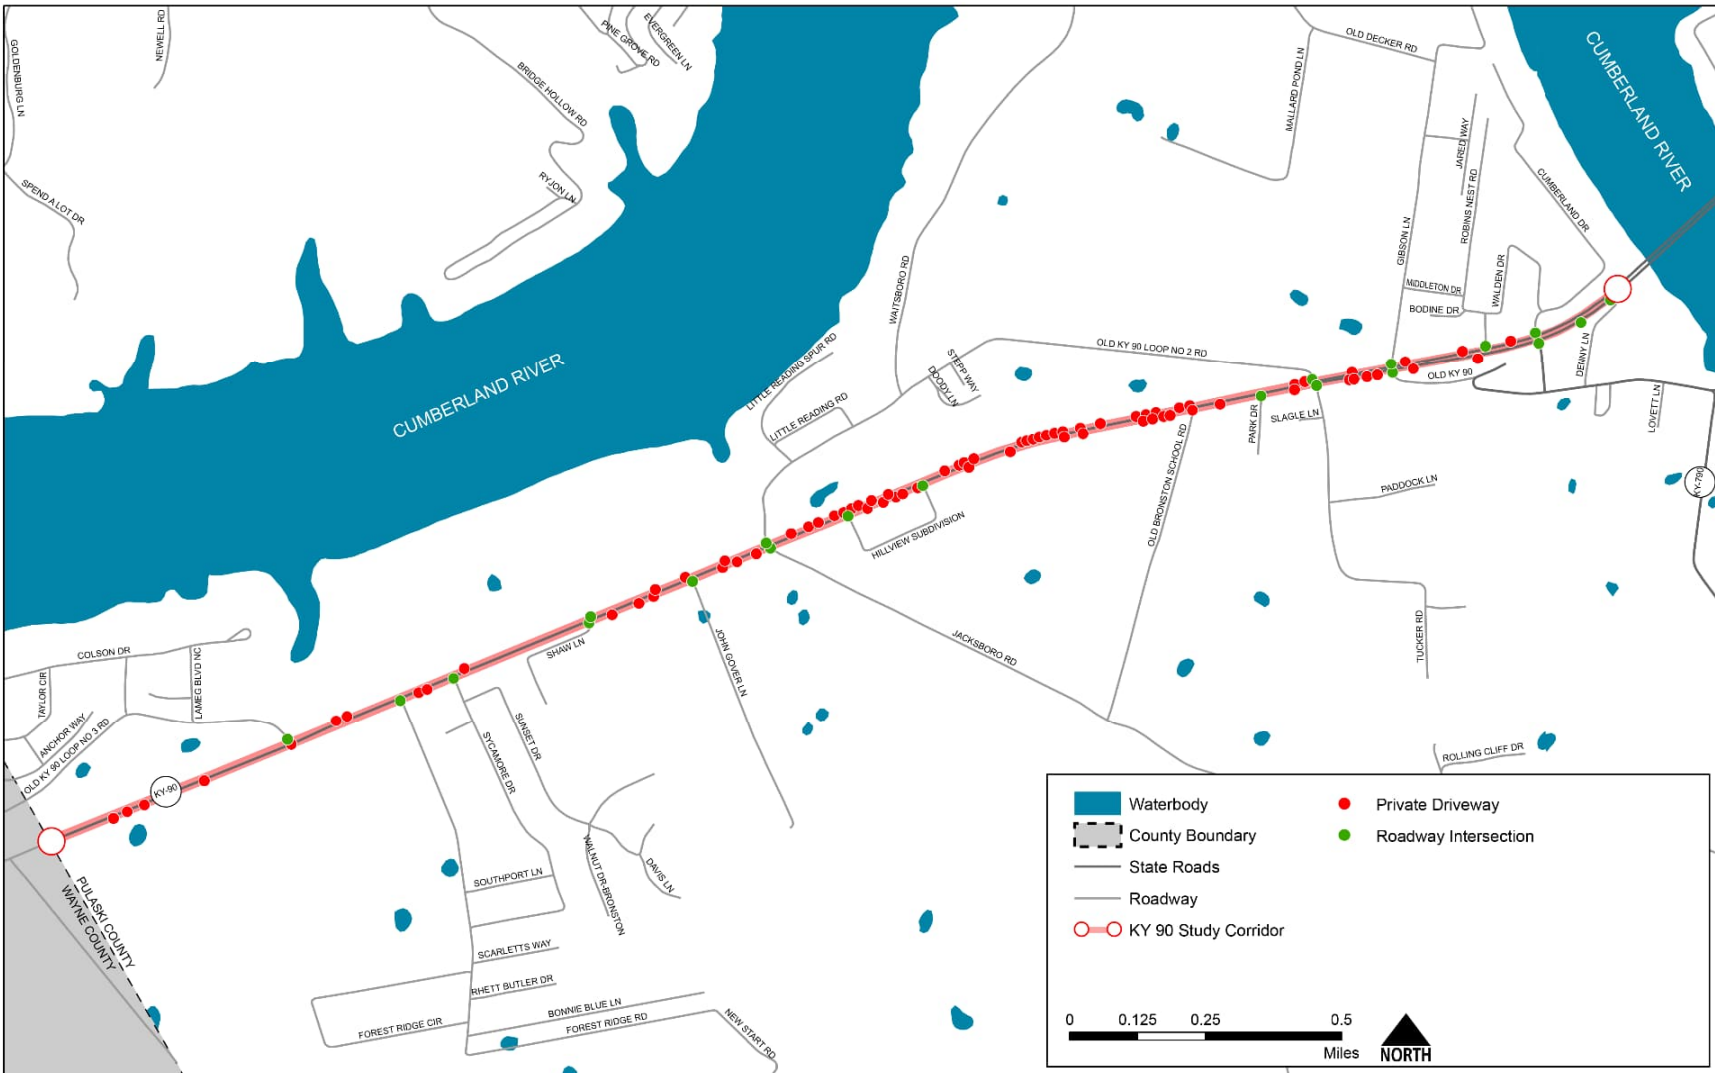 GOLDENBURG LN
NEWELL RD
PINE GROVE RD
EVERGREEN LN
BRIDGE HOLLOW RD
RYJON LN
SPEND A LOT DR
CUMBERLAND RIVER
OLD DECKER RD
MALLARD POND LN
CUMBERLAND RIVER
JARED WAY
ROBINS NEST RD
CUMBERLAND DR
GIBSON LN
WALDEN DR
MIDDLETON DR
BODINE DR
WAITSBORO RD
LITTLE READING SPUR RD
LITTLE READING RD
STEPP WAY
DOODY LN
OLD KY 90 LOOP NO 2 RD
OLD KY 90
DENNY LN
LOVETT LN
KY-790
PARK DR
SLAGLE LN
OLD BRONSTON SCHOOL RD
PADDOCK LN
HILLVIEW SUBDIVISION
TUCKER RD
JACKSBORO RD
JOHN GOVER LN
SHAW LN
COLSON DR
TAYLOR CIR
LAMEG BLVD NC
ANCHOR WAY
OLD KY 90 LOOP NO 3 RD
KY-90
SUNSET DR
SYCAMORE DR
WALNUT DR-BRONSTON
DAVIS LN
SOUTHPORT LN
SCARLETTS WAY
RHETT BUTLER DR
BONNIE BLUE LN
FOREST RIDGE CIR
FOREST RIDGE RD
NEW START RD
PULASKI COUNTY
WAYNE COUNTY
ROLLING CLIFF DR
Waterbody
County Boundary
State Roads
Roadway
KY 90 Study Corridor
Private Driveway
Roadway Intersection
0 0.125 0.25 0.5
Miles
NORTH